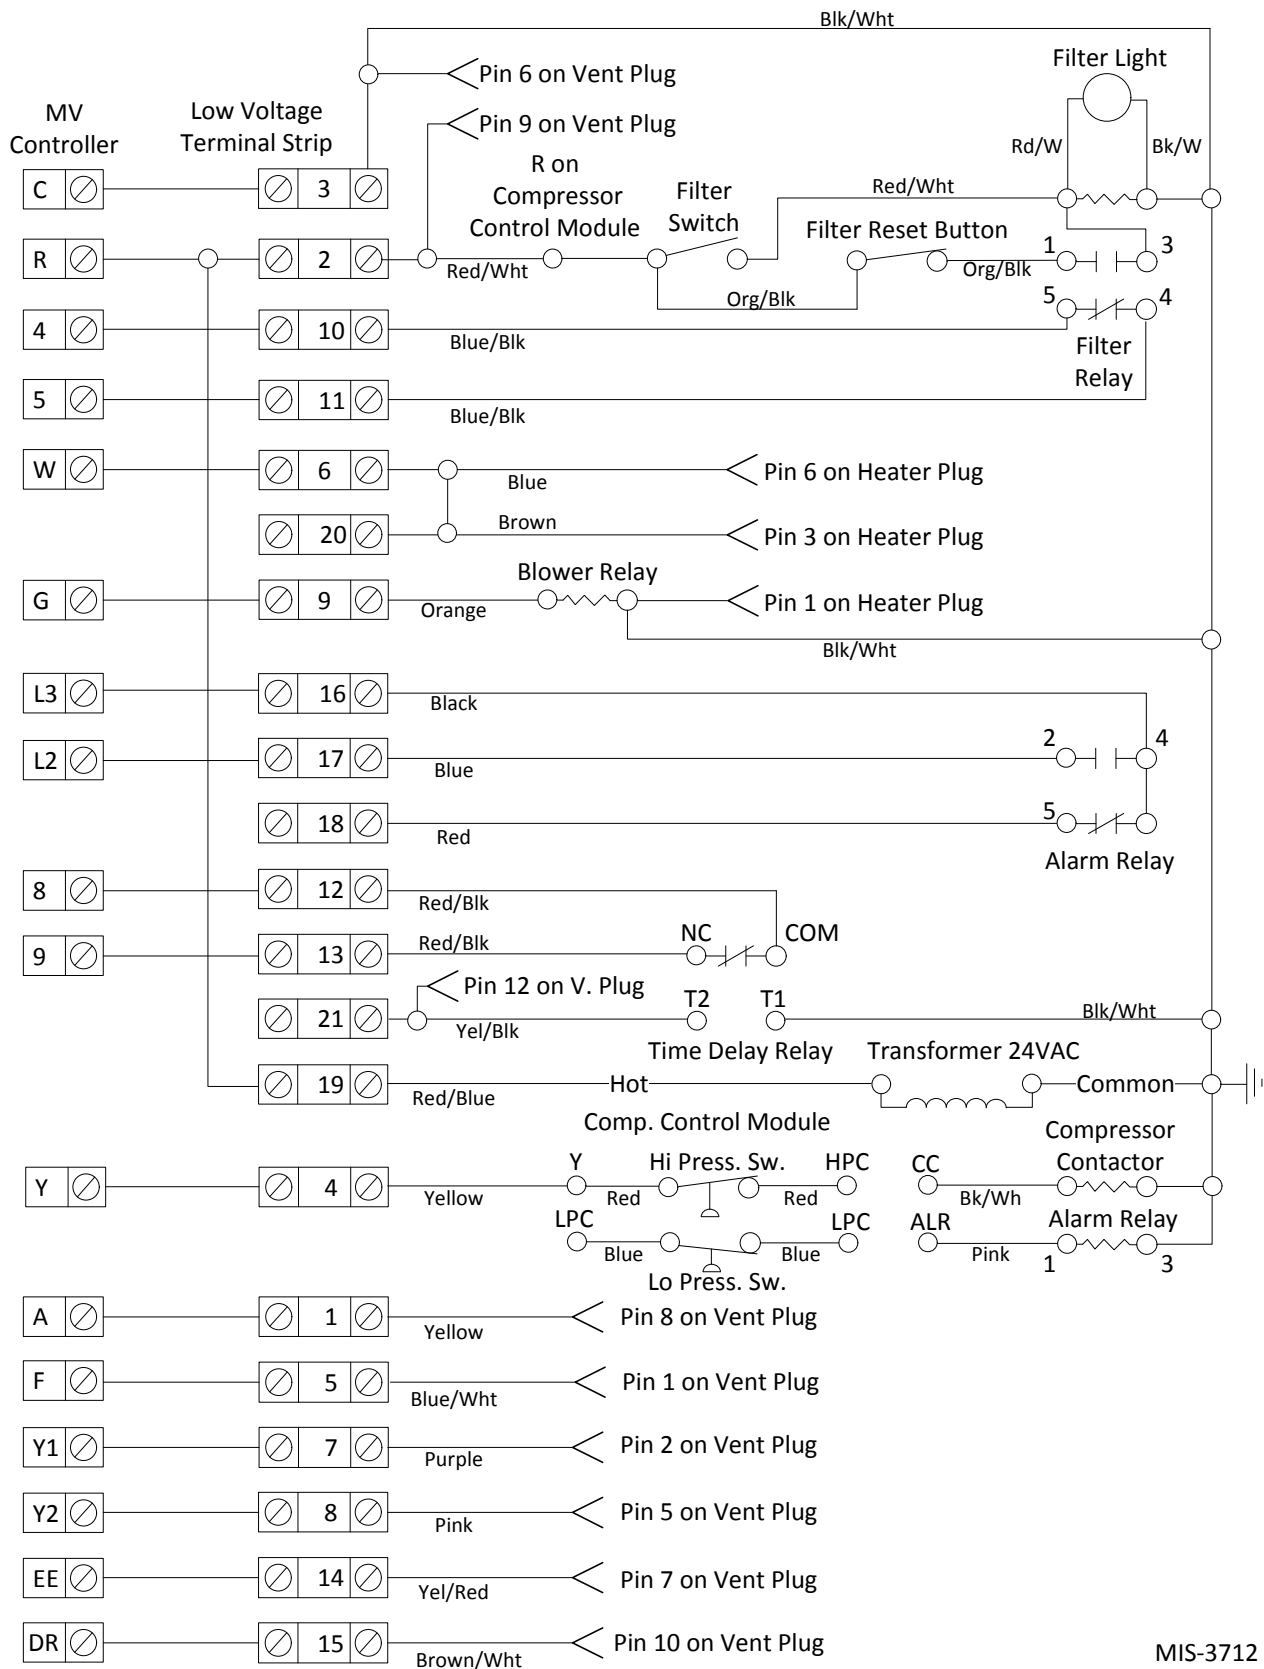 Blk/Wht
Filter Light
Pin 6 on Vent Plug
MV
Controller
Low Voltage
Terminal Strip
Pin 9 on Vent Plug
Rd/W
Bk/W
R on
Compressor
Control Module
Filter
Switch
Red/Wht
C
3
Filter Reset Button
1
3
R
2
Red/Wht
Org/Blk
Org/Blk
5
4
4
10
Blue/Blk
Filter
Relay
5
11
Blue/Blk
W
6
Blue
Pin 6 on Heater Plug
20
Brown
Pin 3 on Heater Plug
Blower Relay
G
9
Orange
Pin 1 on Heater Plug
Blk/Wht
L3
16
Black
2
4
L2
17
Blue
5
18
Red
Alarm Relay
8
12
Red/Blk
NC
COM
9
13
Red/Blk
Pin 12 on V. Plug
T2
T1
21
Yel/Blk
Blk/Wht
Time Delay Relay
Transformer 24VAC
19
Red/Blue
Hot
Common
Comp. Control Module
Compressor
Contactor
Y
Hi Press. Sw.
HPC
CC
Y
4
Yellow
Red
Red
Bk/Wh
LPC
LPC
ALR
Alarm Relay
Blue
Blue
Pink
1
3
Lo Press. Sw.
A
1
Yellow
Pin 8 on Vent Plug
F
5
Blue/Wht
Pin 1 on Vent Plug
Y1
7
Purple
Pin 2 on Vent Plug
Y2
8
Pink
Pin 5 on Vent Plug
EE
14
Yel/Red
Pin 7 on Vent Plug
DR
15
Brown/Wht
Pin 10 on Vent Plug
MIS-3712